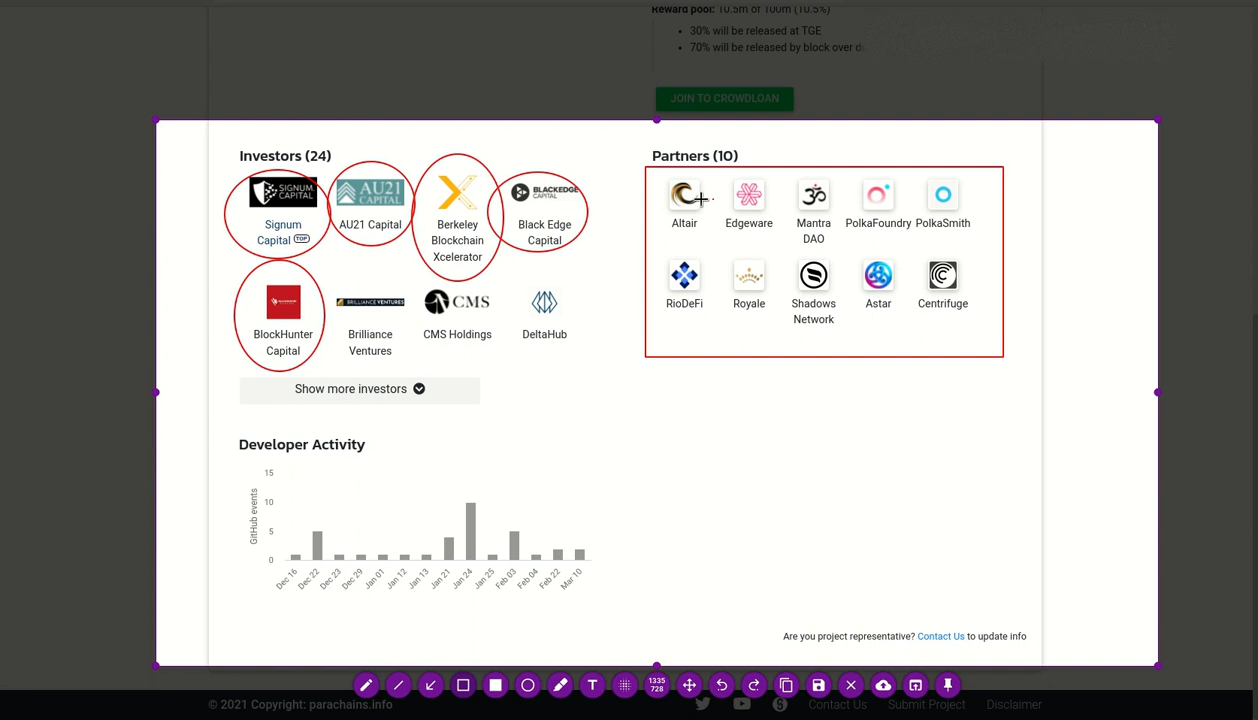 Reward pool: 10.5m of 100m (10.5%)
30% will be released at TGE
70% will be released by block over
JOIN TO CROWDLOAN
Investors (24)
SIGNUM CAPITAL
AU21 CAPITAL
BLACKEDGE CAPITAL
Signum Capital TOP
AU21 Capital
Berkeley Blockchain Xcelerator
Black Edge Capital
BRILLIANCE VENTURES
CMS
BlockHunter Capital
Brilliance Ventures
CMS Holdings
DeltaHub
Show more investors
Partners (10)
Altair
Edgeware
Mantra DAO
PolkaFoundry
PolkaSmith
RioDeFi
Royale
Shadows Network
Astar
Centrifuge
Developer Activity
GitHub events
15
10
5
0
Dec 16
Dec 22
Dec 23
Dec 29
Jan 01
Jan 12
Jan 13
Jan 21
Jan 24
Jan 25
Feb 03
Feb 04
Feb 22
Mar 10
Are you project representative? Contact Us to update info
T
1335
728
© 2021 Copyright: parachains.info
Contact Us
Submit Project
Disclaimer